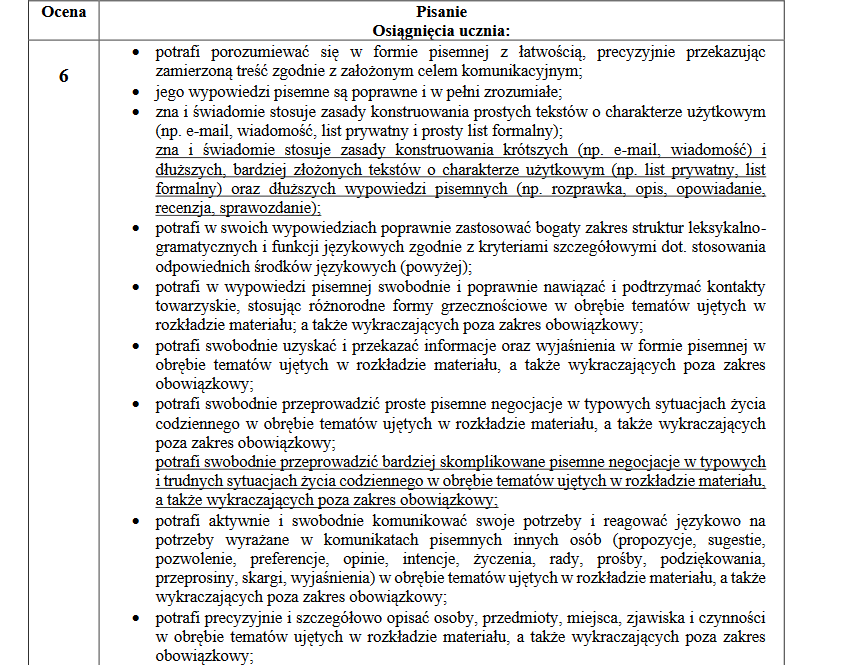 Ocena
Pisanie
Osiągnięcia ucznia:
6
• potrafi porozumiewać się w formie pisemnej z łatwością, precyzyjnie przekazując
zamierzoną treść zgodnie z założonym celem komunikacyjnym;
• jego wypowiedzi pisemne są poprawne i w pełni zrozumiałe;
• zna i świadomie stosuje zasady konstruowania prostych tekstów o charakterze użytkowym
(np. e-mail, wiadomość, list prywatny i prosty list formalny);
zna i świadomie stosuje zasady konstruowania krótszych (np. e-mail, wiadomość) i
dłuższych, bardziej złożonych tekstów o charakterze użytkowym (np. list prywatny, list
formalny) oraz dłuższych wypowiedzi pisemnych (np. rozprawka, opis, opowiadanie,
recenzja, sprawozdanie);
• potrafi w swoich wypowiedziach poprawnie zastosować bogaty zakres struktur leksykalno-
gramatycznych i funkcji językowych zgodnie z kryteriami szczegółowymi dot. stosowania
odpowiednich środków językowych (powyżej);
• potrafi w wypowiedzi pisemnej swobodnie i poprawnie nawiązać i podtrzymać kontakty
towarzyskie, stosując różnorodne formy grzecznościowe w obrębie tematów ujętych w
rozkładzie materiału; a także wykraczających poza zakres obowiązkowy;
• potrafi swobodnie uzyskać i przekazać informacje oraz wyjaśnienia w formie pisemnej w
obrębie tematów ujętych w rozkładzie materiału, a także wykraczających poza zakres
obowiązkowy;
• potrafi swobodnie przeprowadzić proste pisemne negocjacje w typowych sytuacjach życia
codziennego w obrębie tematów ujętych w rozkładzie materiału, a także wykraczających
poza zakres obowiązkowy;
potrafi swobodnie przeprowadzić bardziej skomplikowane pisemne negocjacje w typowych
i trudnych sytuacjach życia codziennego w obrębie tematów ujętych w rozkładzie materiału,
a także wykraczających poza zakres obowiązkowy;
• potrafi aktywnie i swobodnie komunikować swoje potrzeby i reagować językowo na
potrzeby wyrażane w komunikatach pisemnych innych osób (propozycje, sugestie,
pozwolenie, preferencje, opinie, intencje, życzenia, rady, prośby, podziękowania,
przeprosiny, skargi, wyjaśnienia) w obrębie tematów ujętych w rozkładzie materiału, a także
wykraczających poza zakres obowiązkowy;
• potrafi precyzyjnie i szczegółowo opisać osoby, przedmioty, miejsca, zjawiska i czynności
w obrębie tematów ujętych w rozkładzie materiału, a także wykraczających poza zakres
obowiązkowy;